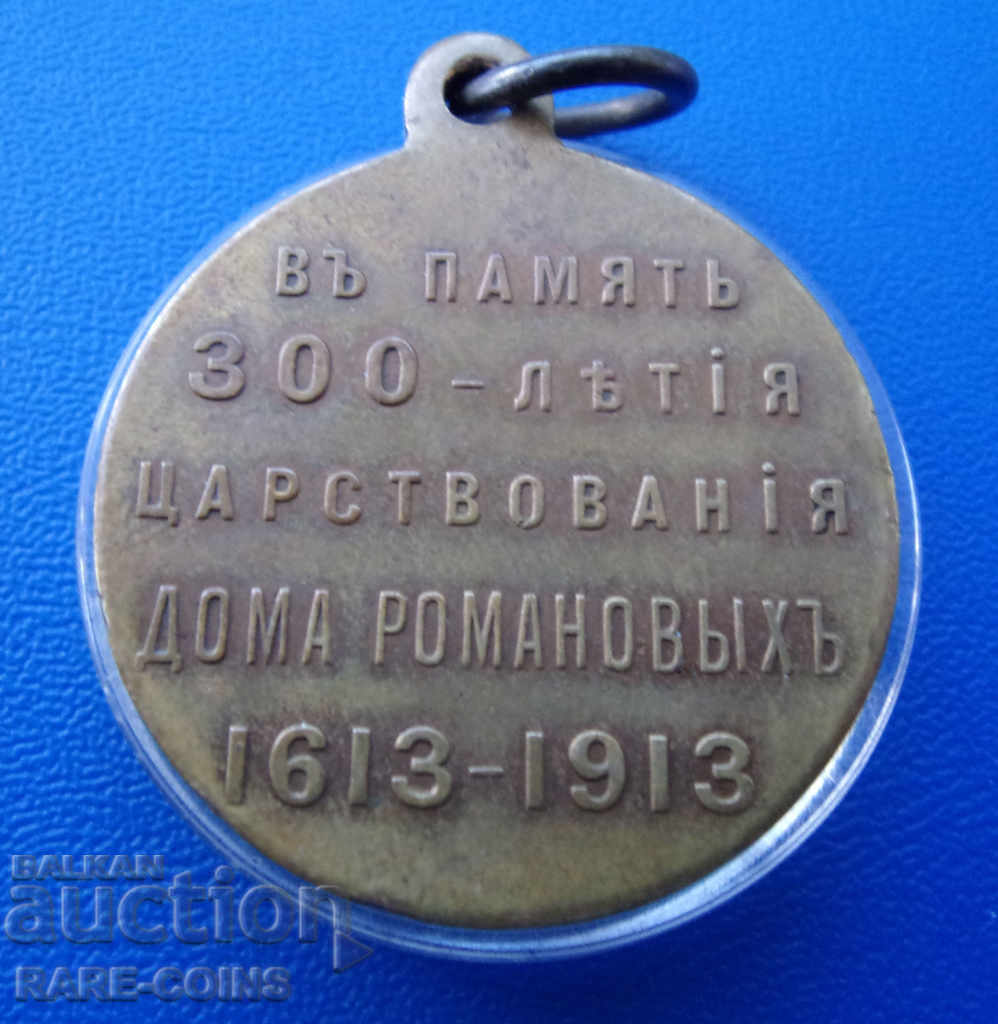 ВЪ ПАМЯТЬ
300-ЛѢТІЯ
ЦАРСТВОВАНІЯ
ДОМА РОМАНОВЫХЪ
1613-1913
BALKAN
auction
RARE-COINS